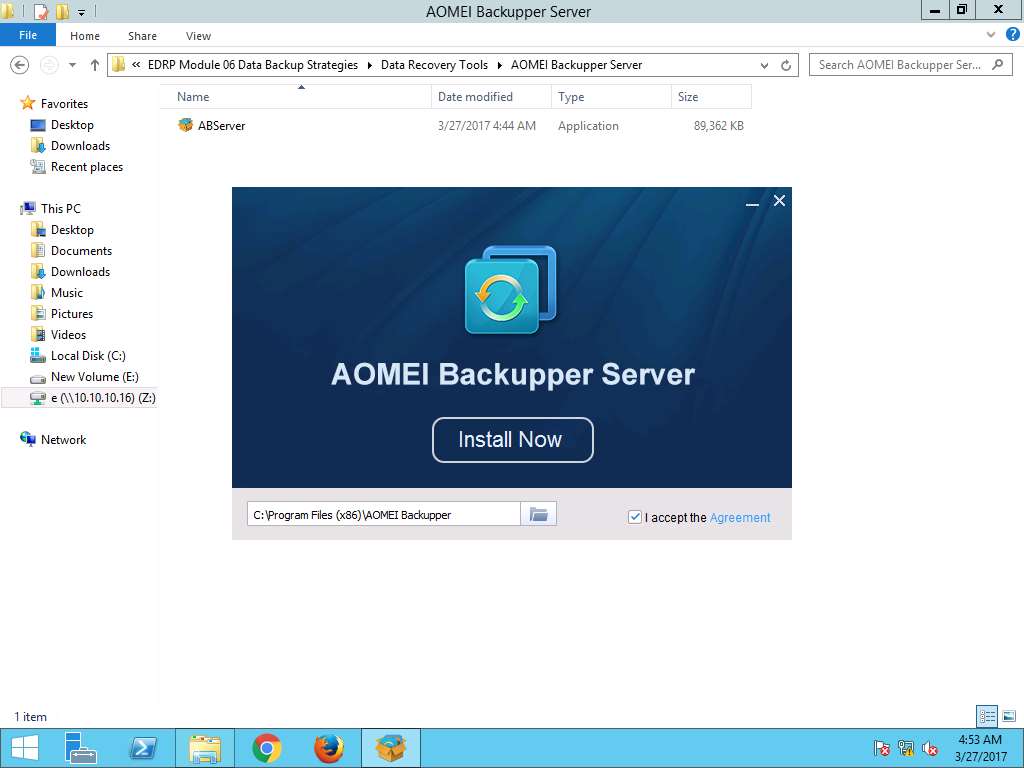 AOMEI Backupper Server
File Home Share View
« EDRP Module 06 Data Backup Strategies Data Recovery Tools AOMEI Backupper Server
Search AOMEI Backupper Ser...
Name Date modified Type Size
ABServer 3/27/2017 4:44 AM Application 89,362 KB
Favorites
Desktop
Downloads
Recent places
This PC
Desktop
Documents
Downloads
Music
Pictures
Videos
Local Disk (C:)
New Volume (E:)
e (\\10.10.10.16) (Z:)
Network
AOMEI Backupper Server
Install Now
C:\Program Files (x86)\AOMEI Backupper
I accept the Agreement
1 item
4:53 AM
3/27/2017